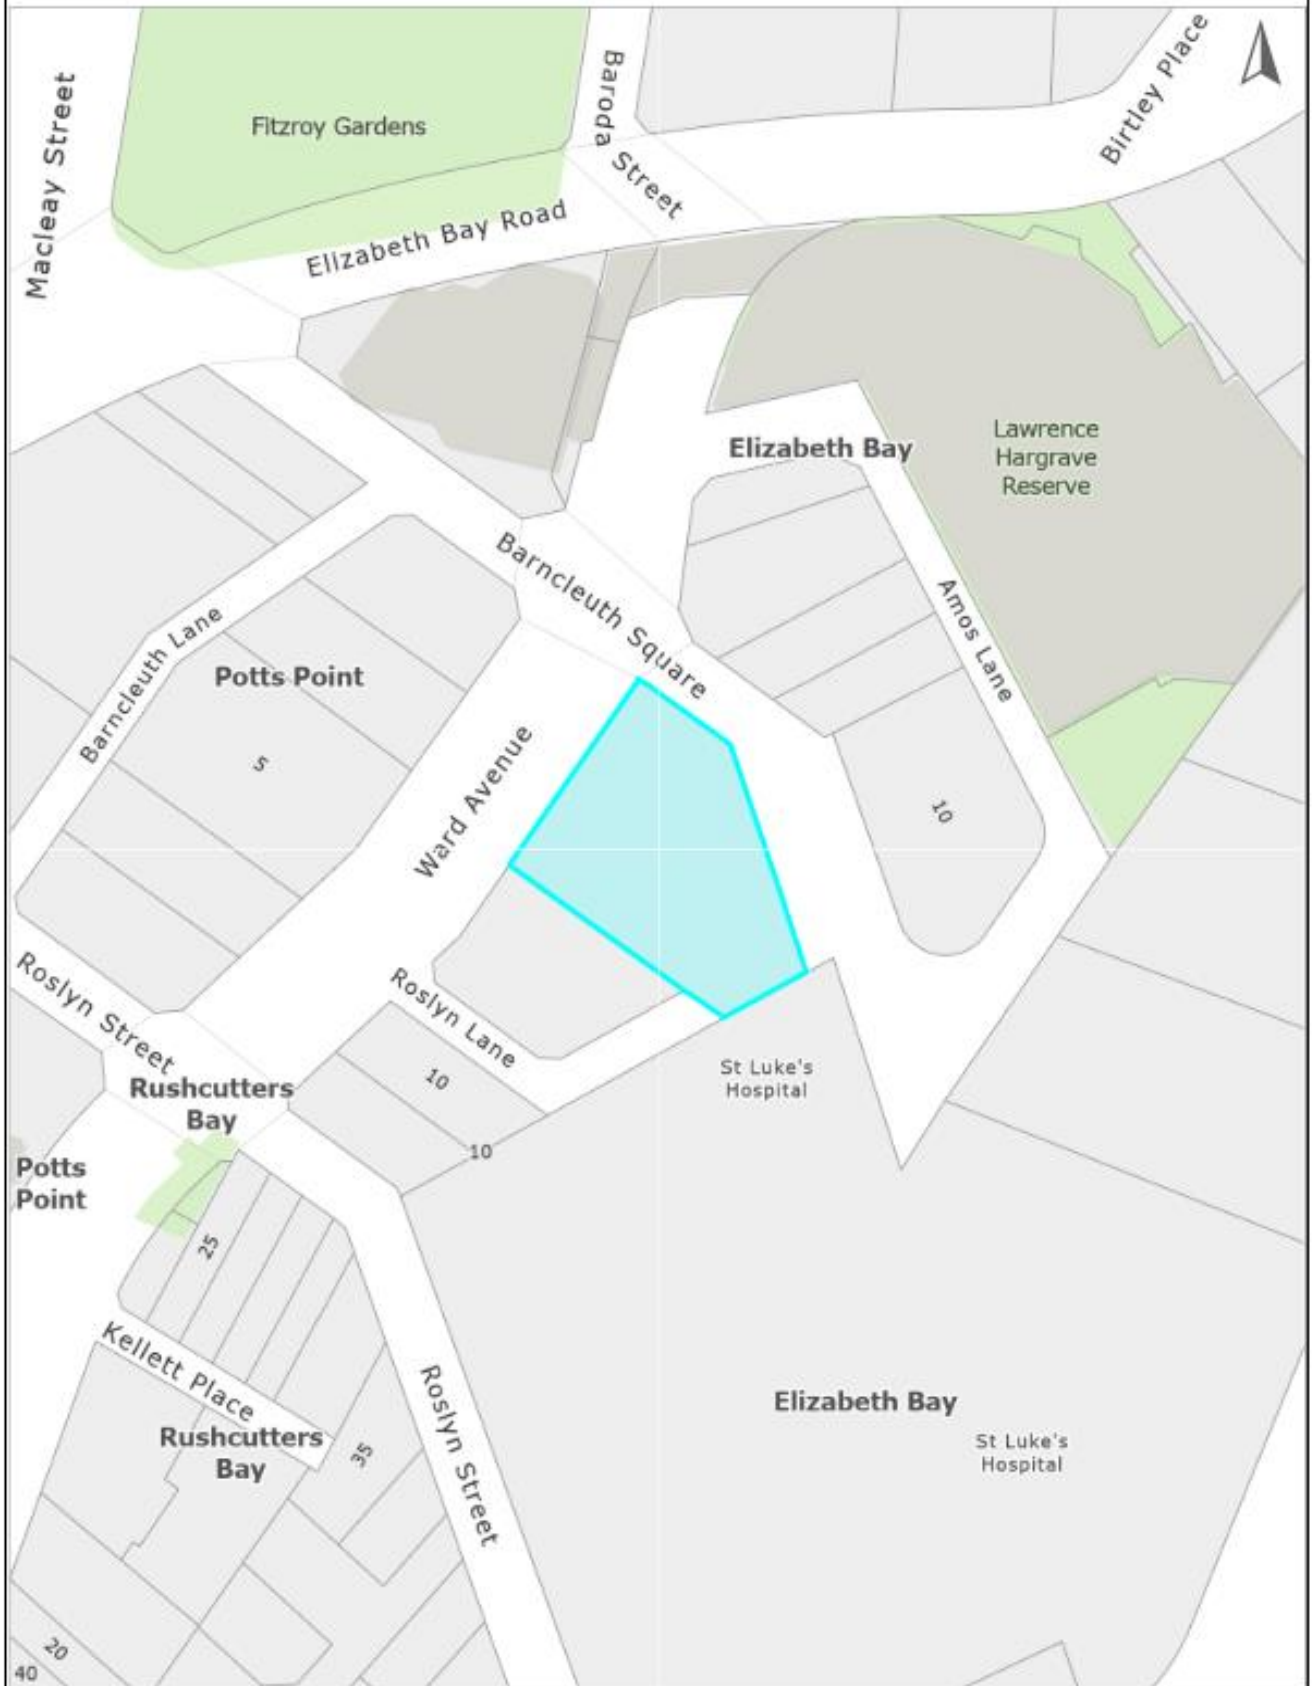 Macleay Street
Fitzroy Gardens
Baroda Street
Birtley Place
Elizabeth Bay Road
Elizabeth Bay
Lawrence
Hargrave
Reserve
Barncleuth Square
Amos Lane
Barncleuth Lane
Potts Point
5
Ward Avenue
10
Roslyn Street
Roslyn Lane
10
10
St Luke's
Hospital
Rushcutters
Bay
Potts
Point
25
Kellett Place
Rushcutters
Bay
35
Roslyn Street
Elizabeth Bay
St Luke's
Hospital
20
40